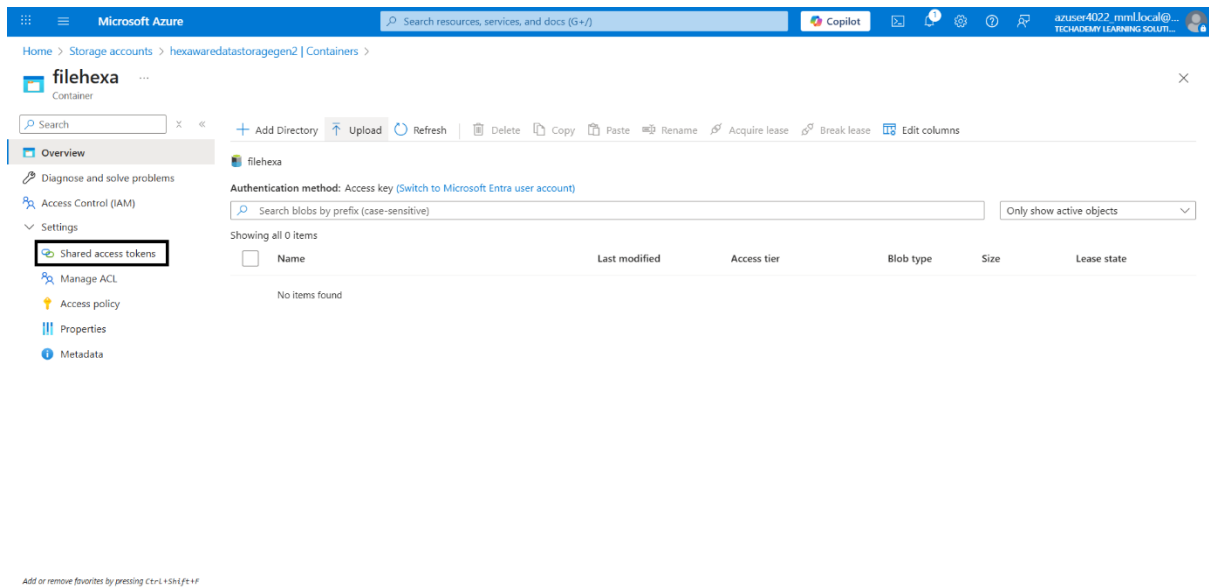 Microsoft Azure
Search resources, services, and docs (G+/)
Copilot
1
azuser4022_mml.local@...
TECHADEMY LEARNING SOLUTI...
Home > Storage accounts > hexawaredatastoragegen2 | Containers >
filehexa ...
Container
Search
Add Directory Upload Refresh Delete Copy Paste Rename Acquire lease Break lease Edit columns
Overview
Diagnose and solve problems
Access Control (IAM)
Settings
Shared access tokens
Manage ACL
Access policy
Properties
Metadata
filehexa
Authentication method: Access key (Switch to Microsoft Entra user account)
Search blobs by prefix (case-sensitive)
Only show active objects
Showing all 0 items
Name Last modified Access tier Blob type Size Lease state
No items found
Add or remove favorites by pressing Ctrl+Shift+F